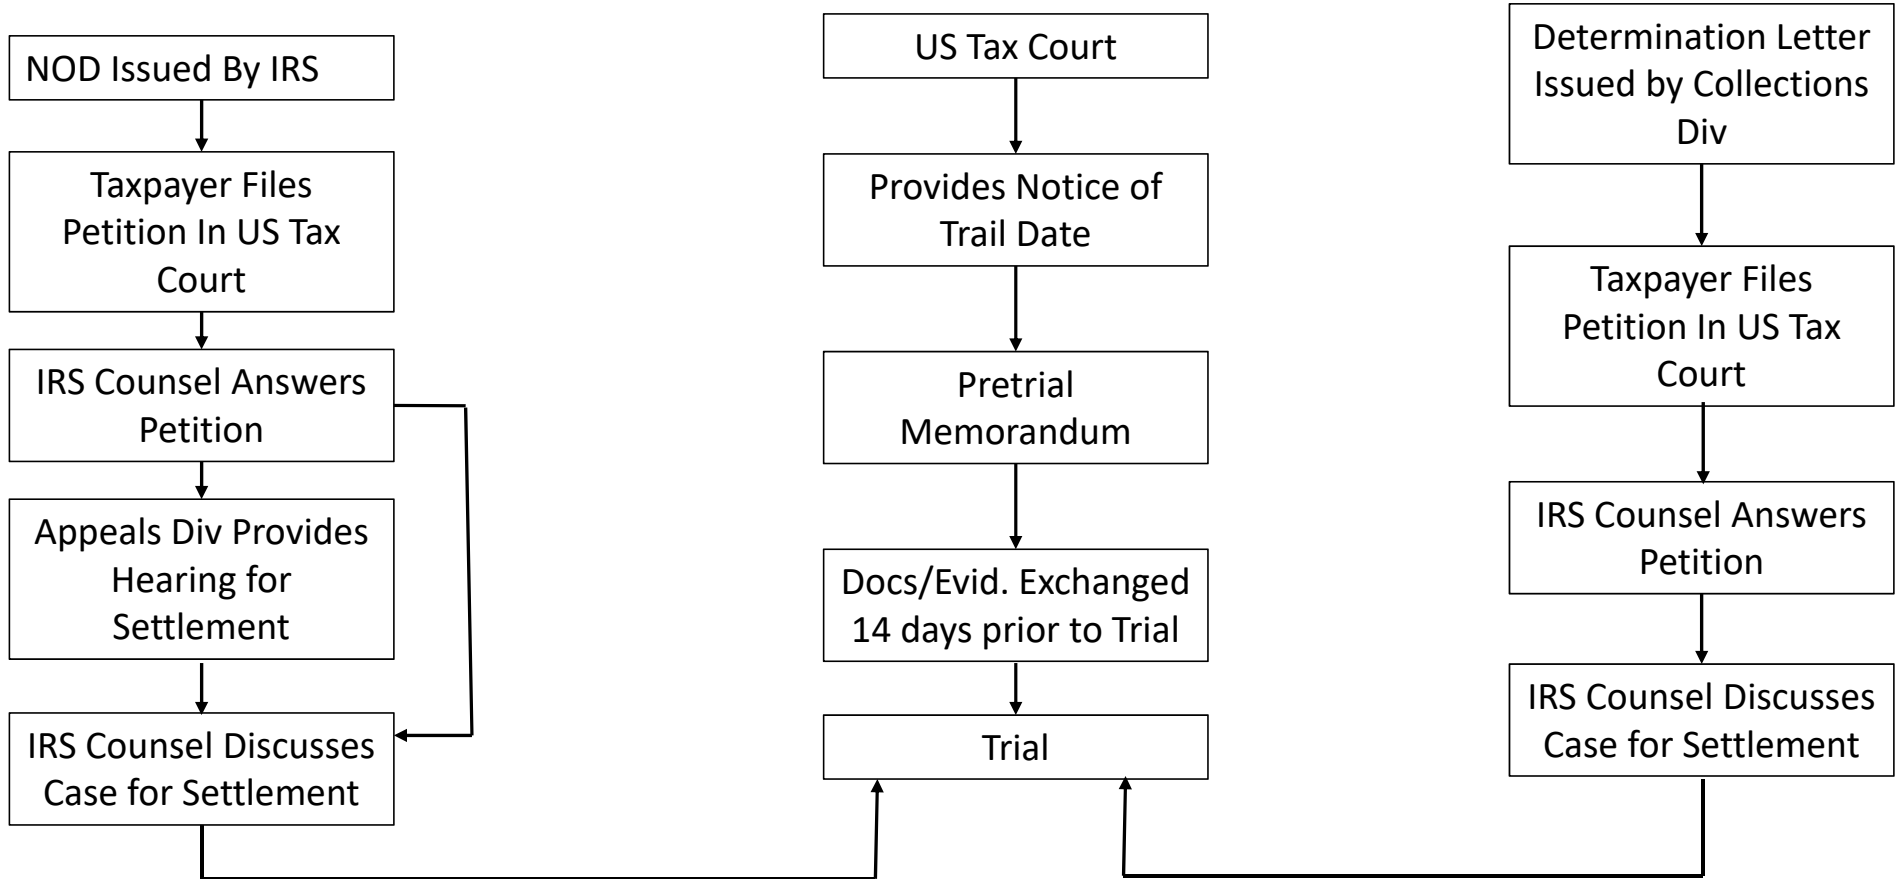 NOD Issued By IRS
Taxpayer Files
Petition In US Tax
Court
IRS Counsel Answers
Petition
Appeals Div Provides
Hearing for
Settlement
IRS Counsel Discusses
Case for Settlement
US Tax Court
Provides Notice of
Trail Date
Pretrial
Memorandum
Docs/Evid. Exchanged
14 days prior to Trial
Trial
Determination Letter
Issued by Collections
Div
Taxpayer Files
Petition In US Tax
Court
IRS Counsel Answers
Petition
IRS Counsel Discusses
Case for Settlement